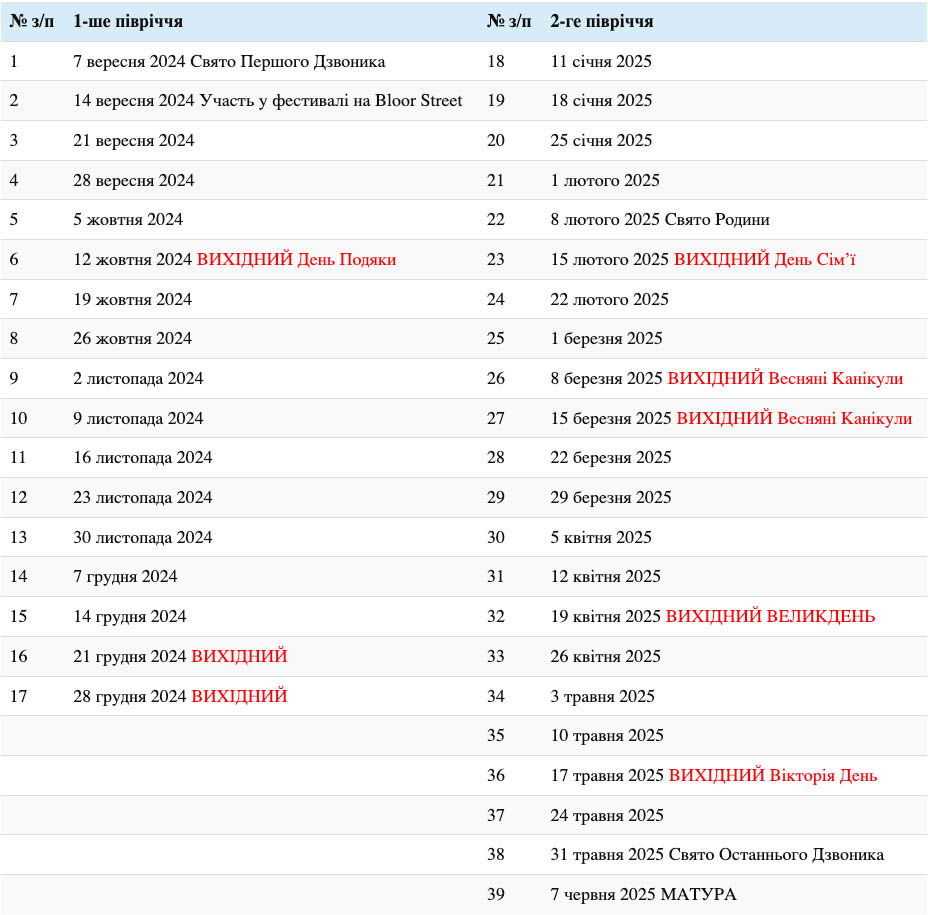 № з/п 1-ше півріччя № з/п 2-ге півріччя
1 7 вересня 2024 Свято Першого Дзвоника 18 11 січня 2025
2 14 вересня 2024 Участь у фестивалі на Bloor Street 19 18 січня 2025
3 21 вересня 2024 20 25 січня 2025
4 28 вересня 2024 21 1 лютого 2025
5 5 жовтня 2024 22 8 лютого 2025 Свято Родини
6 12 жовтня 2024 ВИХІДНИЙ День Подяки 23 15 лютого 2025 ВИХІДНИЙ День Сім’ї
7 19 жовтня 2024 24 22 лютого 2025
8 26 жовтня 2024 25 1 березня 2025
9 2 листопада 2024 26 8 березня 2025 ВИХІДНИЙ Весняні Канікули
10 9 листопада 2024 27 15 березня 2025 ВИХІДНИЙ Весняні Канікули
11 16 листопада 2024 28 22 березня 2025
12 23 листопада 2024 29 29 березня 2025
13 30 листопада 2024 30 5 квітня 2025
14 7 грудня 2024 31 12 квітня 2025
15 14 грудня 2024 32 19 квітня 2025 ВИХІДНИЙ ВЕЛИКДЕНЬ
16 21 грудня 2024 ВИХІДНИЙ 33 26 квітня 2025
17 28 грудня 2024 ВИХІДНИЙ 34 3 травня 2025
35 10 травня 2025
36 17 травня 2025 ВИХІДНИЙ Вікторія День
37 24 травня 2025
38 31 травня 2025 Свято Останнього Дзвоника
39 7 червня 2025 МАТУРА